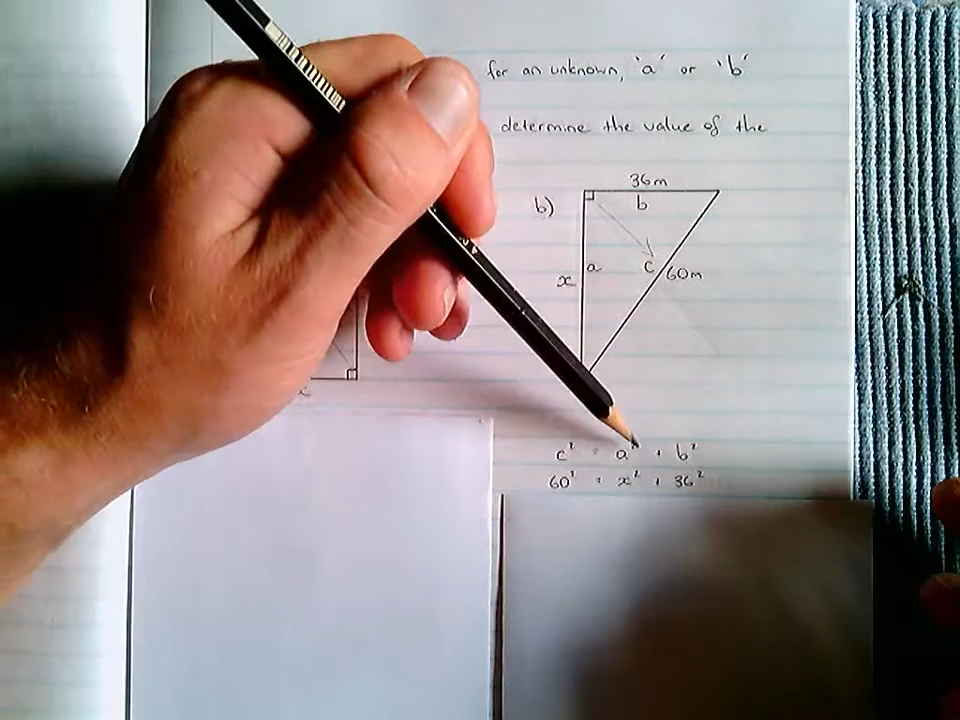 for an unknown, 'a' or 'b'
determine the value of the
36m
b)
b
x
a
c
60m
x
c² = a² + b²
60² = x² + 36²